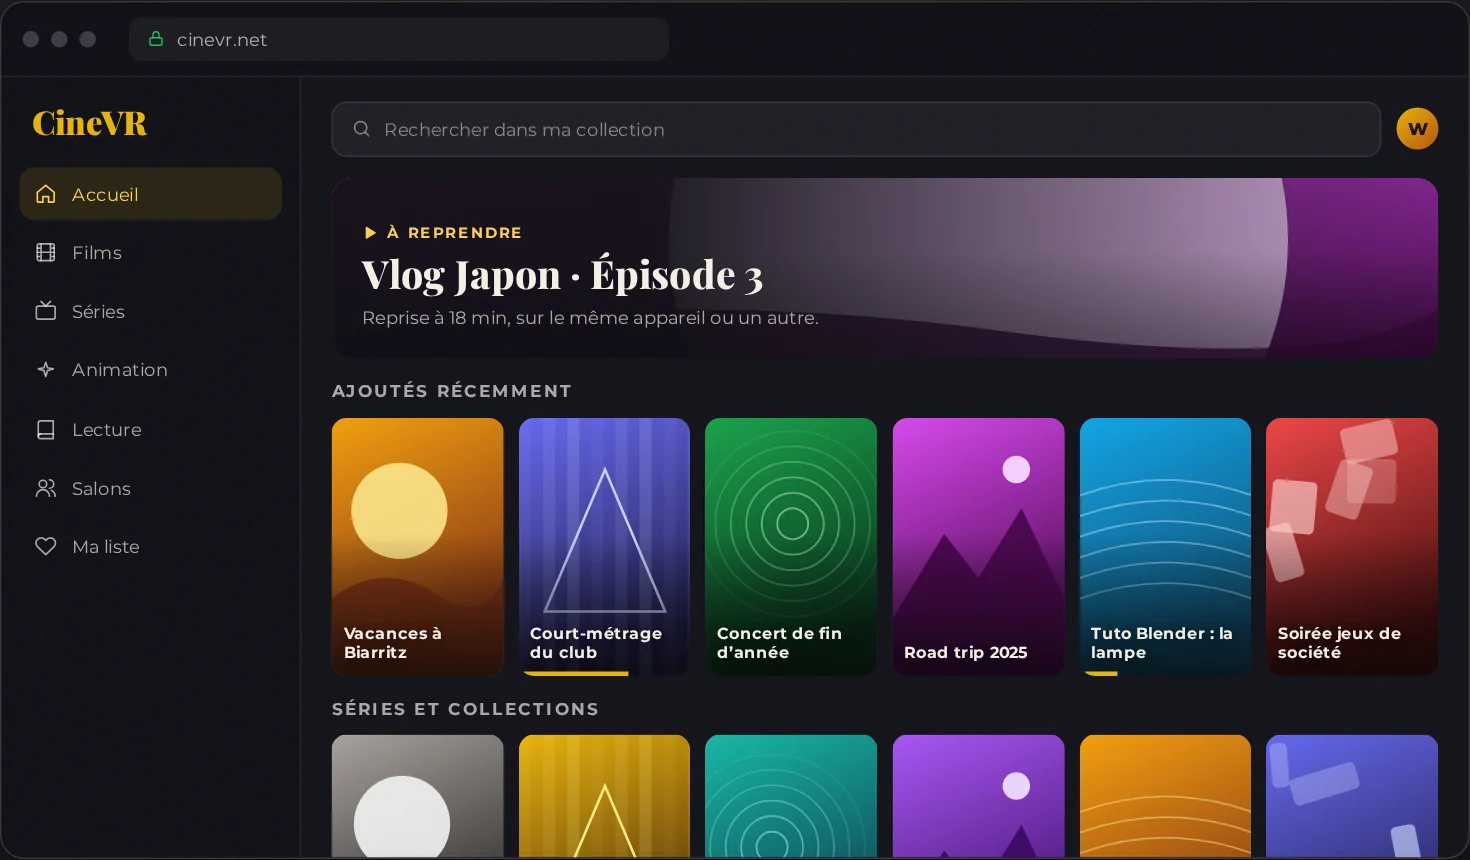 cinevr.net
CineVR
Accueil
Films
Séries
Animation
Lecture
Salons
Ma liste
Rechercher dans ma collection
W
À REPRENDRE
Vlog Japon · Épisode 3
Reprise à 18 min, sur le même appareil ou un autre.
AJOUTÉS RÉCEMMENT
Vacances à
Biarritz
Court-métrage
du club
Concert de fin
d’année
Road trip 2025
Tuto Blender : la
lampe
Soirée jeux de
société
SÉRIES ET COLLECTIONS